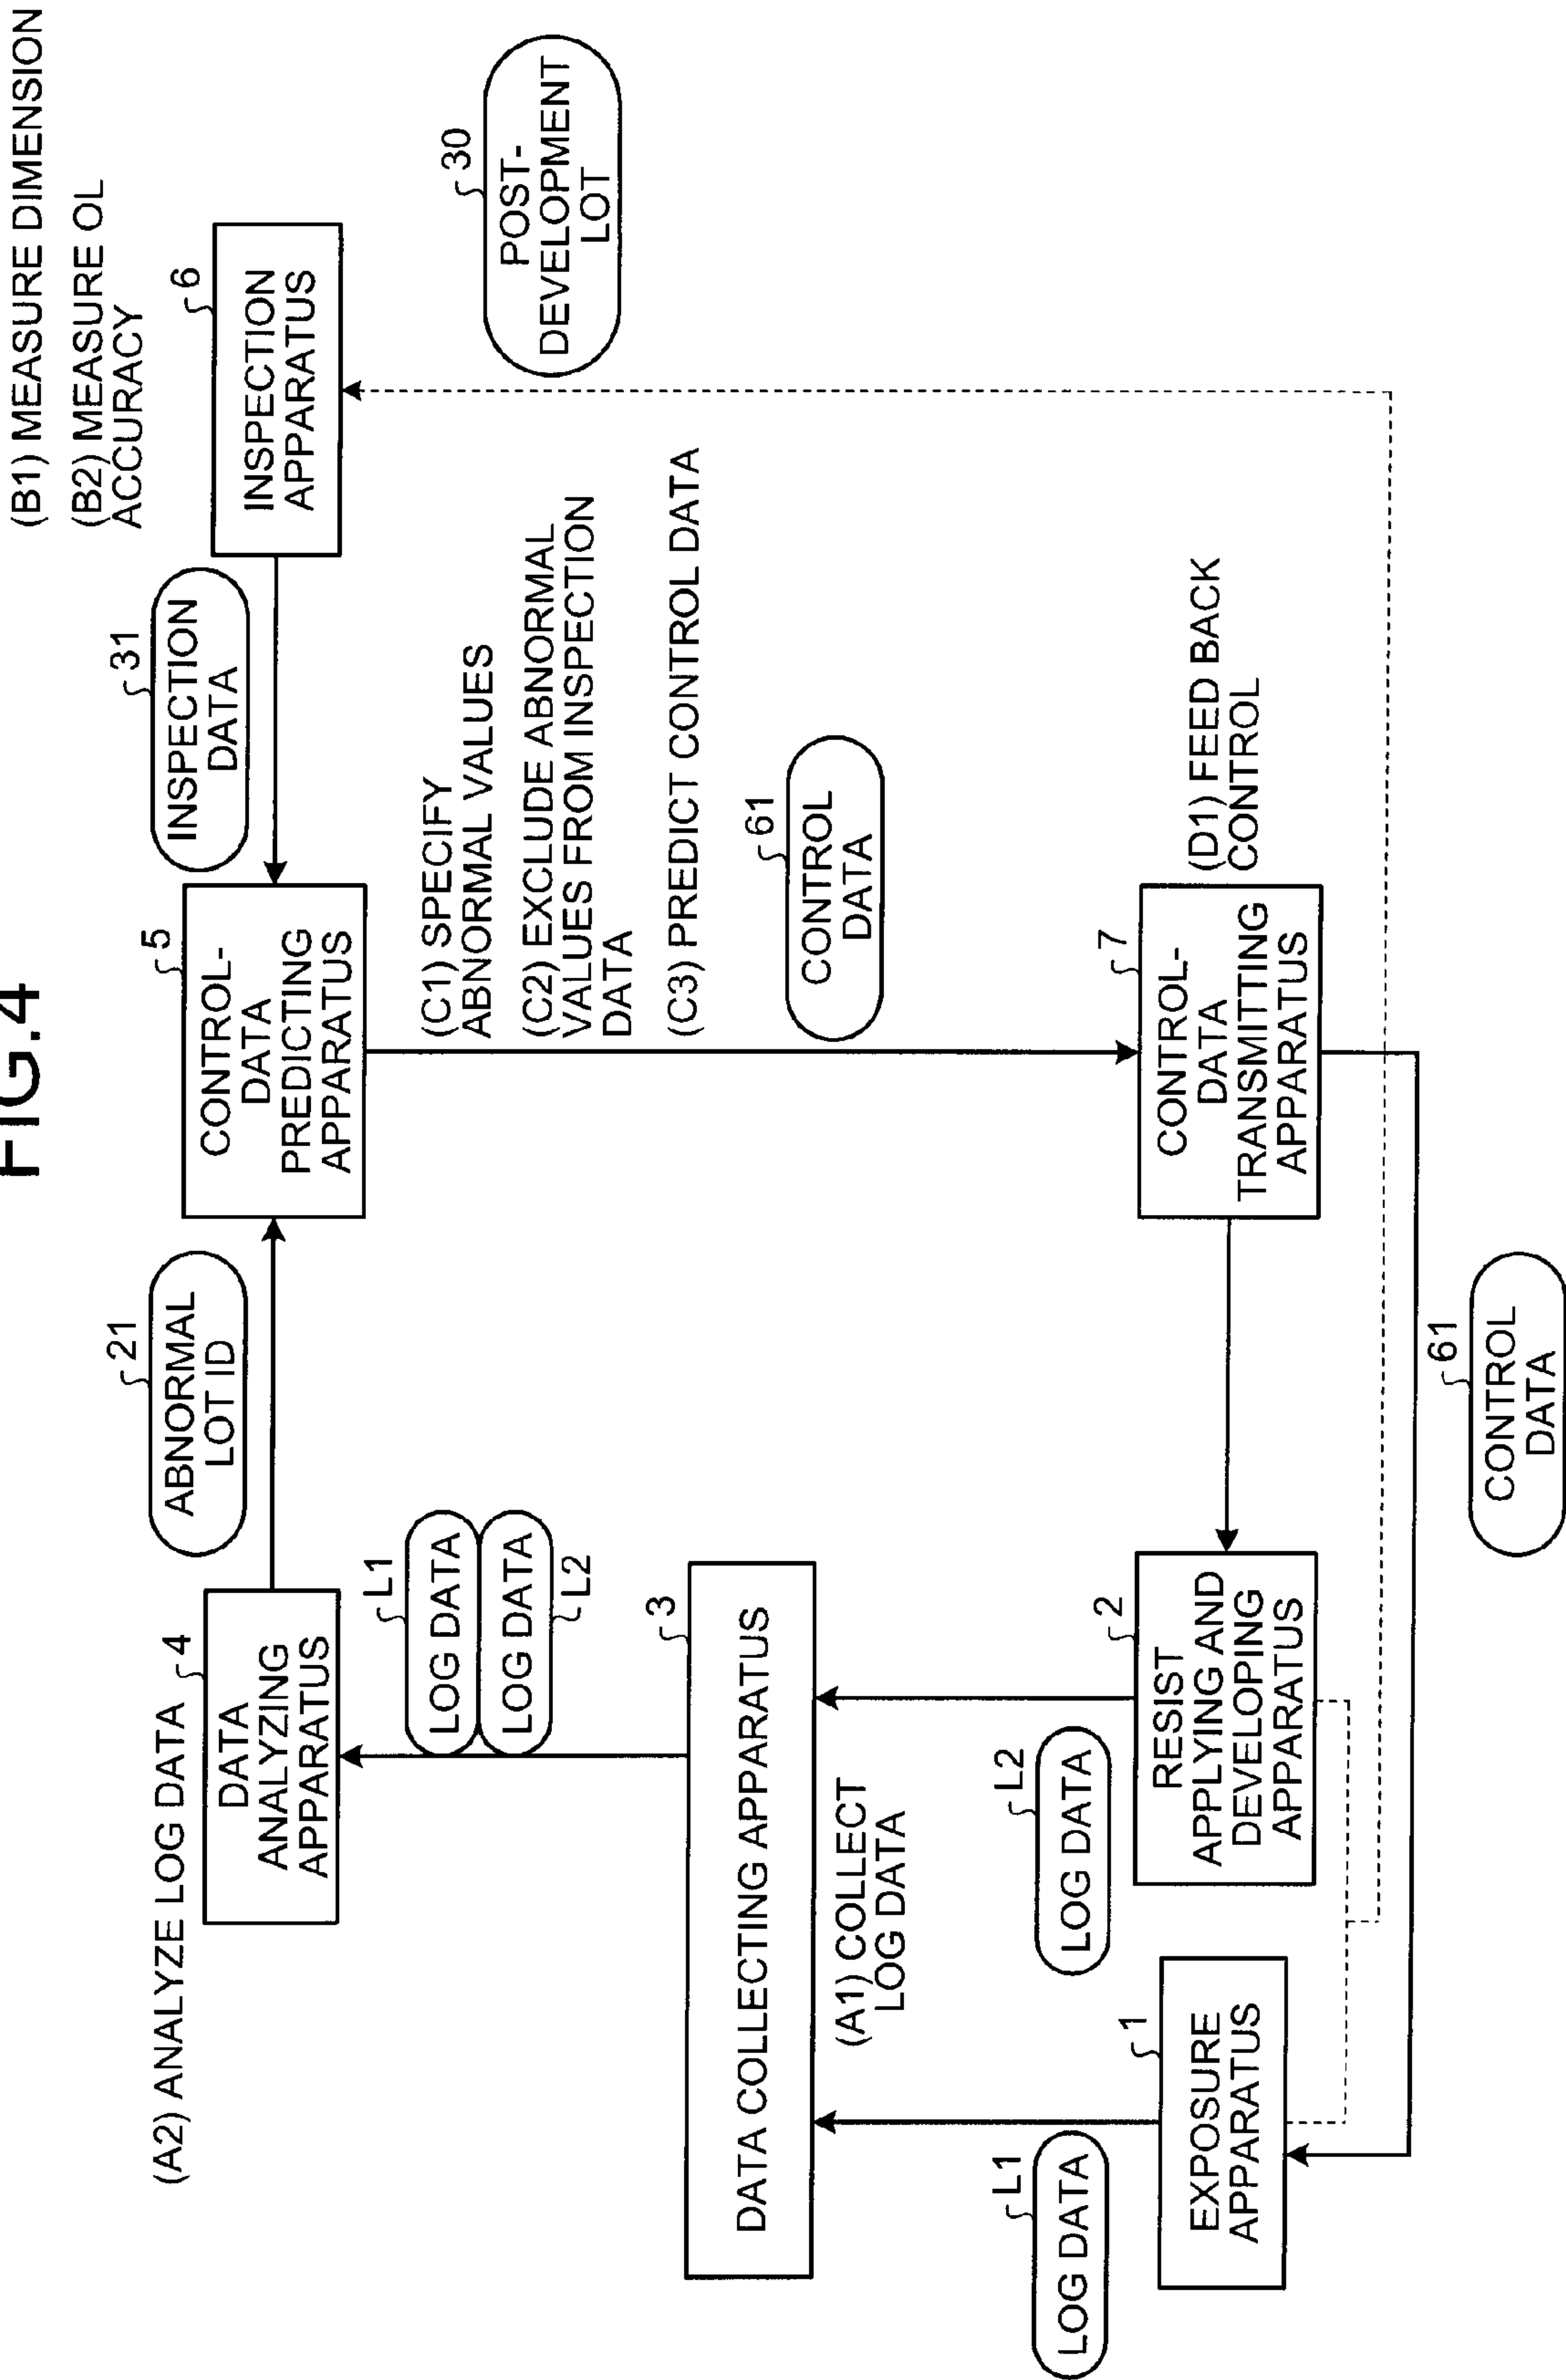 FIG.4
(A2) ANALYZE LOG DATA
4
DATA
ANALYZING
APPARATUS
21
ABNORMAL
LOT ID
5
CONTROL-
DATA
PREDICTING
APPARATUS
31
INSPECTION
DATA
6
INSPECTION
APPARATUS
(B1) MEASURE DIMENSION
(B2) MEASURE OL
ACCURACY
L1
LOG DATA
LOG DATA
L2
(C1) SPECIFY
ABNORMAL VALUES
(C2) EXCLUDE ABNORMAL
VALUES FROM INSPECTION
DATA
(C3) PREDICT CONTROL DATA
30
POST-
DEVELOPMENT
LOT
3
DATA COLLECTING APPARATUS
61
CONTROL
DATA
(A1) COLLECT
LOG DATA
L1
LOG DATA
L2
LOG DATA
1
EXPOSURE
APPARATUS
2
RESIST
APPLYING AND
DEVELOPING
APPARATUS
7
CONTROL-
DATA
TRANSMITTING
APPARATUS
(D1) FEED BACK
CONTROL
61
CONTROL
DATA